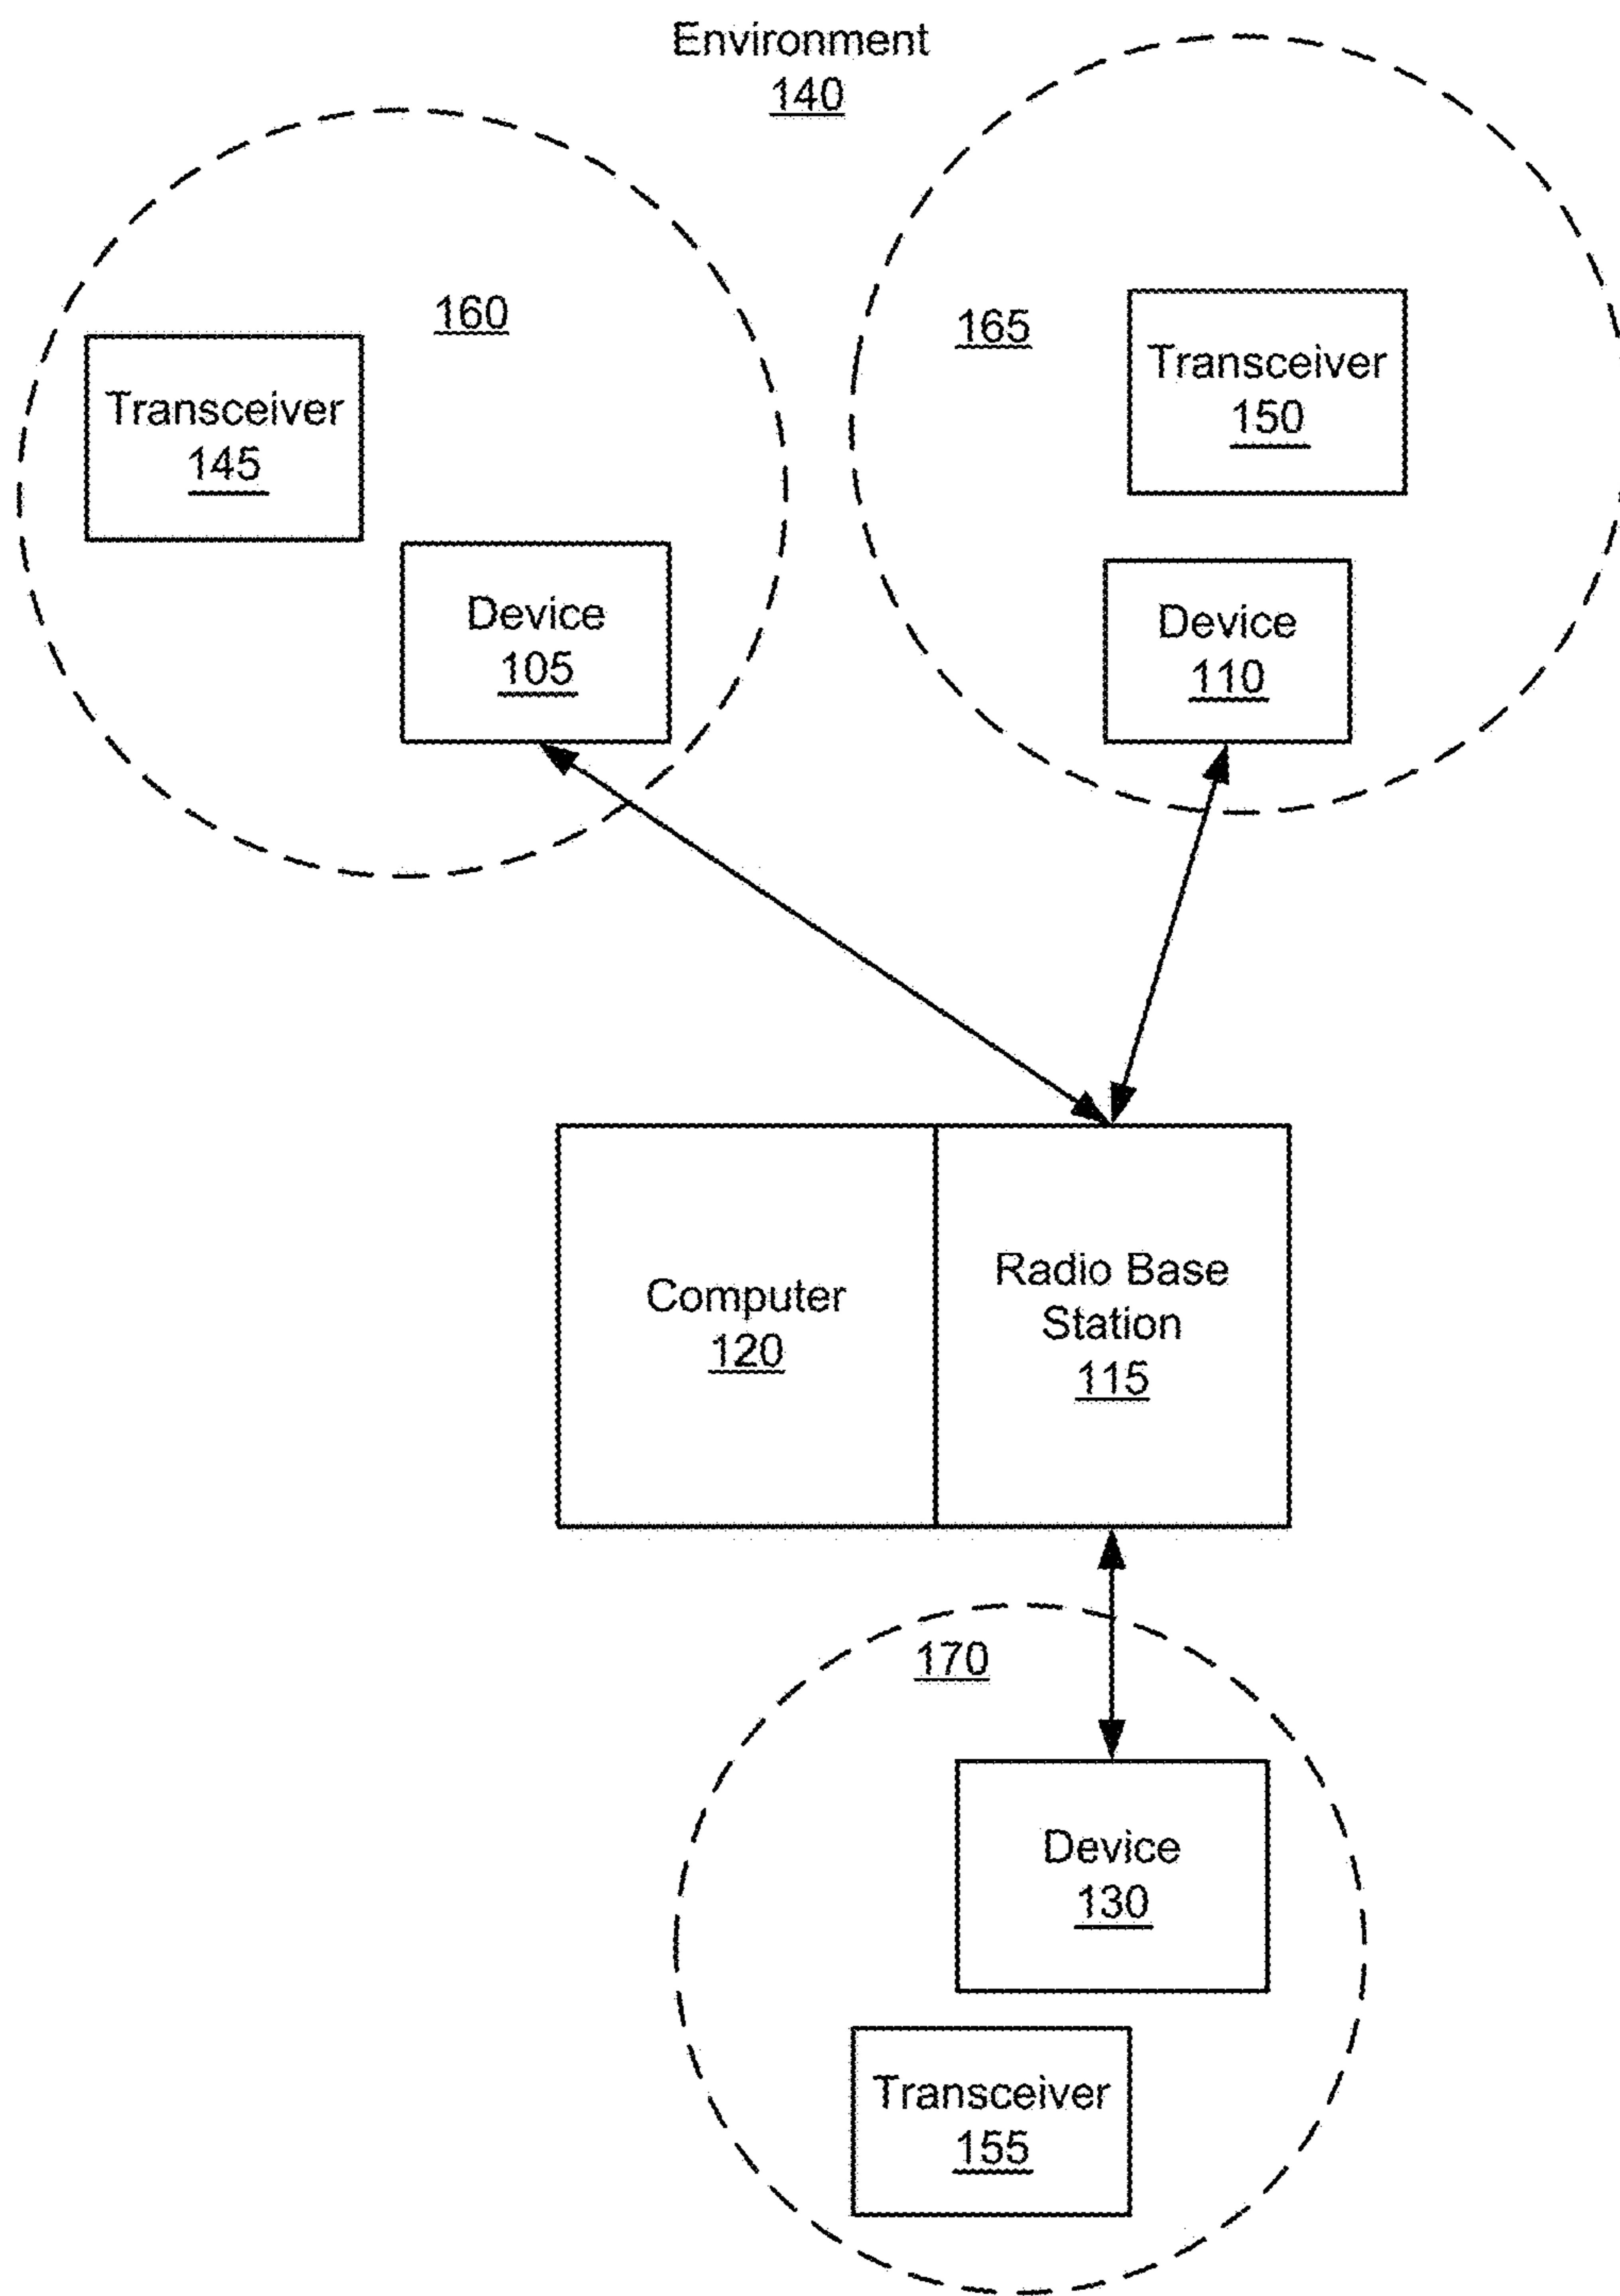 Environment
140
160
Transceiver
145
Device
105
165
Transceiver
150
Device
110
Computer
120
Radio Base
Station
115
170
Device
130
Transceiver
155